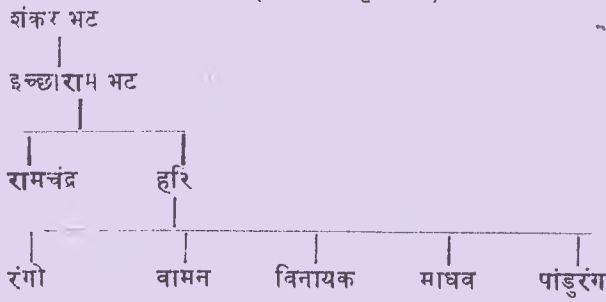 शंकर भट
इच्छाराम भट
रामचंद्र हरि
रंगो वामन विनायक माधव पांडुरंग